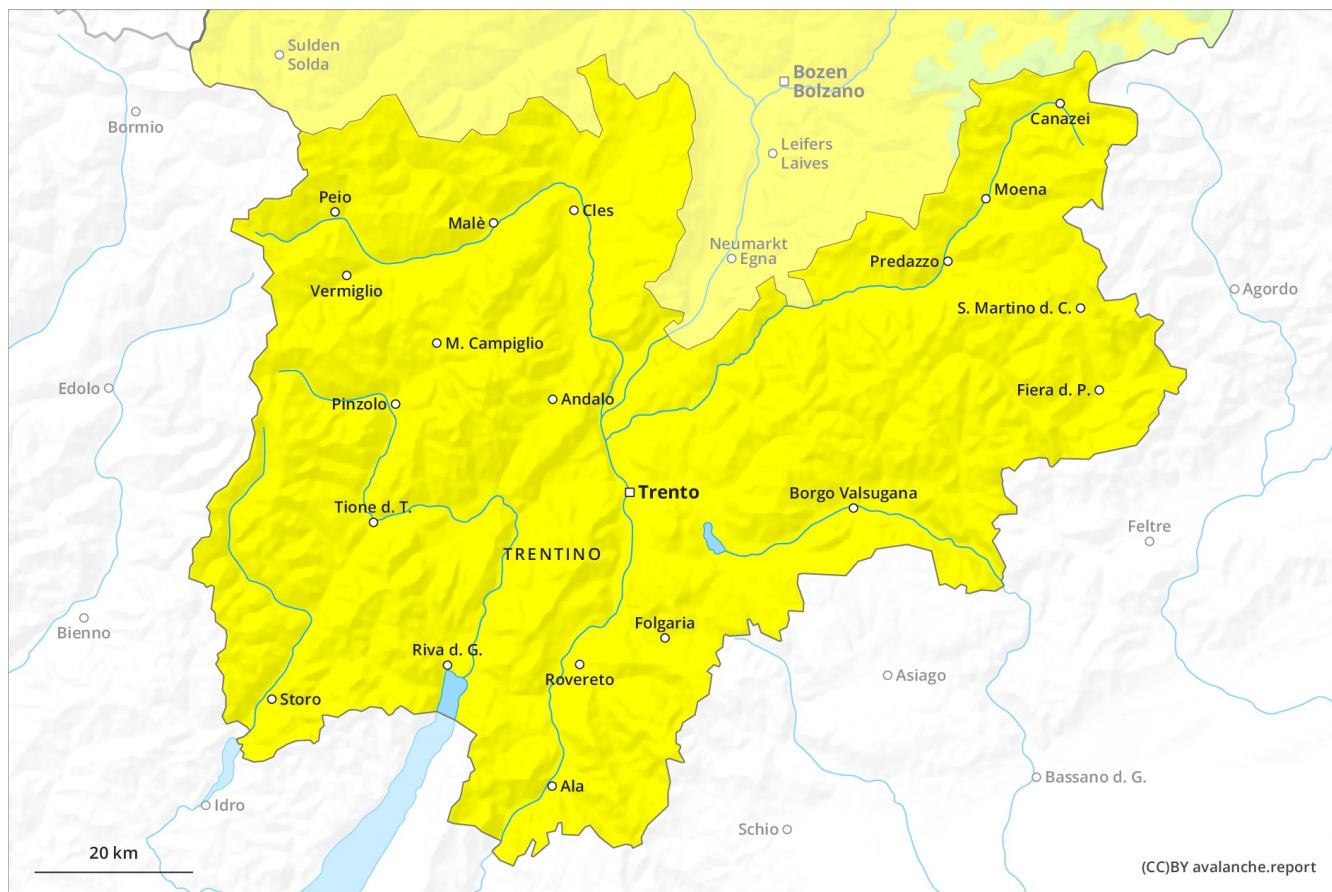 Sulden
Solda
Bozen
Bolzano
Bormio
Canazei
Leifers
Laives
Peio
Moena
Malè
Cles
Neumarkt
Egna
Predazzo
Vermiglio
Agordo
S. Martino d. C.
M. Campiglio
Edolo
Pinzolo
Andalo
Fiera d. P.
Trento
Borgo Valsugana
Tione d. T.
Feltre
TRENTINO
Bienno
Folgaria
Riva d. G.
Asiago
Rovereto
Storo
Bassano d. G.
Ala
Idro
Schio
20 km
(CC)BY avalanche.report